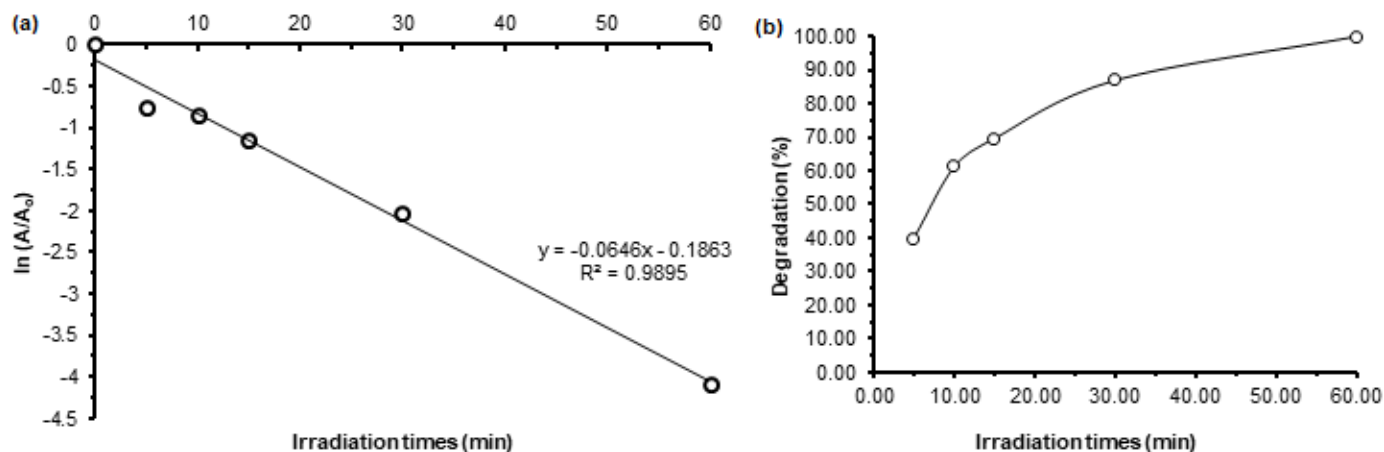 (a)
0 10 20 30 40 50 60
0
-0.5
-1
-1.5
-2
-2.5
-3
-3.5
-4
-4.5
ln (A/Aₒ)
y = -0.0646x - 0.1863
R² = 0.9895
Irradiation times (min)
(b)
100.00
90.00
80.00
70.00
60.00
50.00
40.00
30.00
20.00
10.00
0.00
Degradation (%)
0.00 10.00 20.00 30.00 40.00 50.00 60.00
Irradiation times (min)